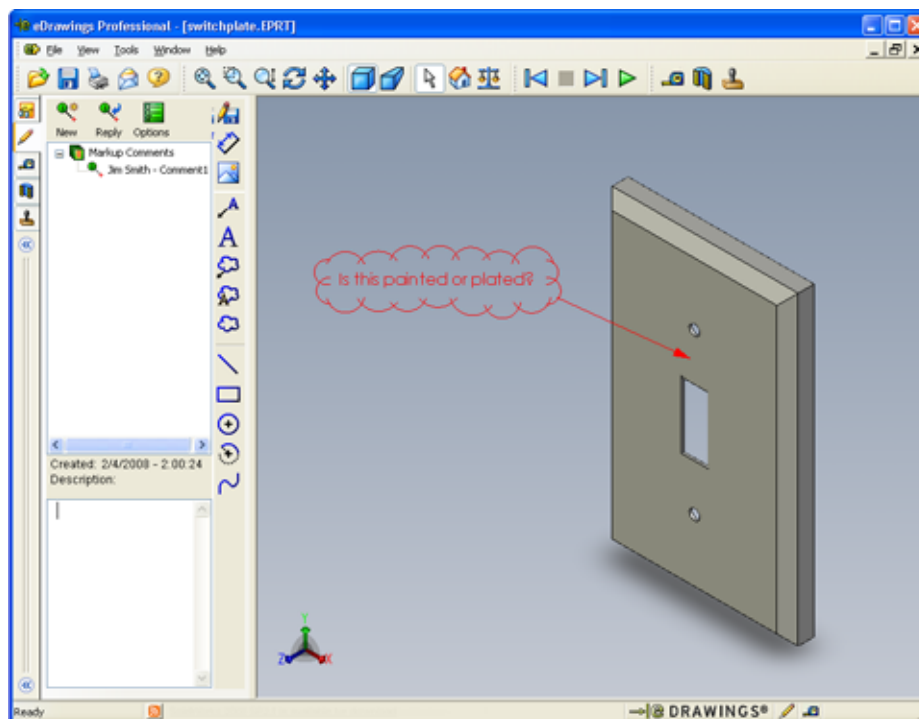 eDrawings Professional - [switchplate.EPRT]
File View Tools Window Help
New Reply Options
Markup Comments
Jim Smith - Comment1
Is this painted or plated?
Created: 2/4/2008 - 2:00:24
Description:
Y
Z X
Ready
DRAWINGS®